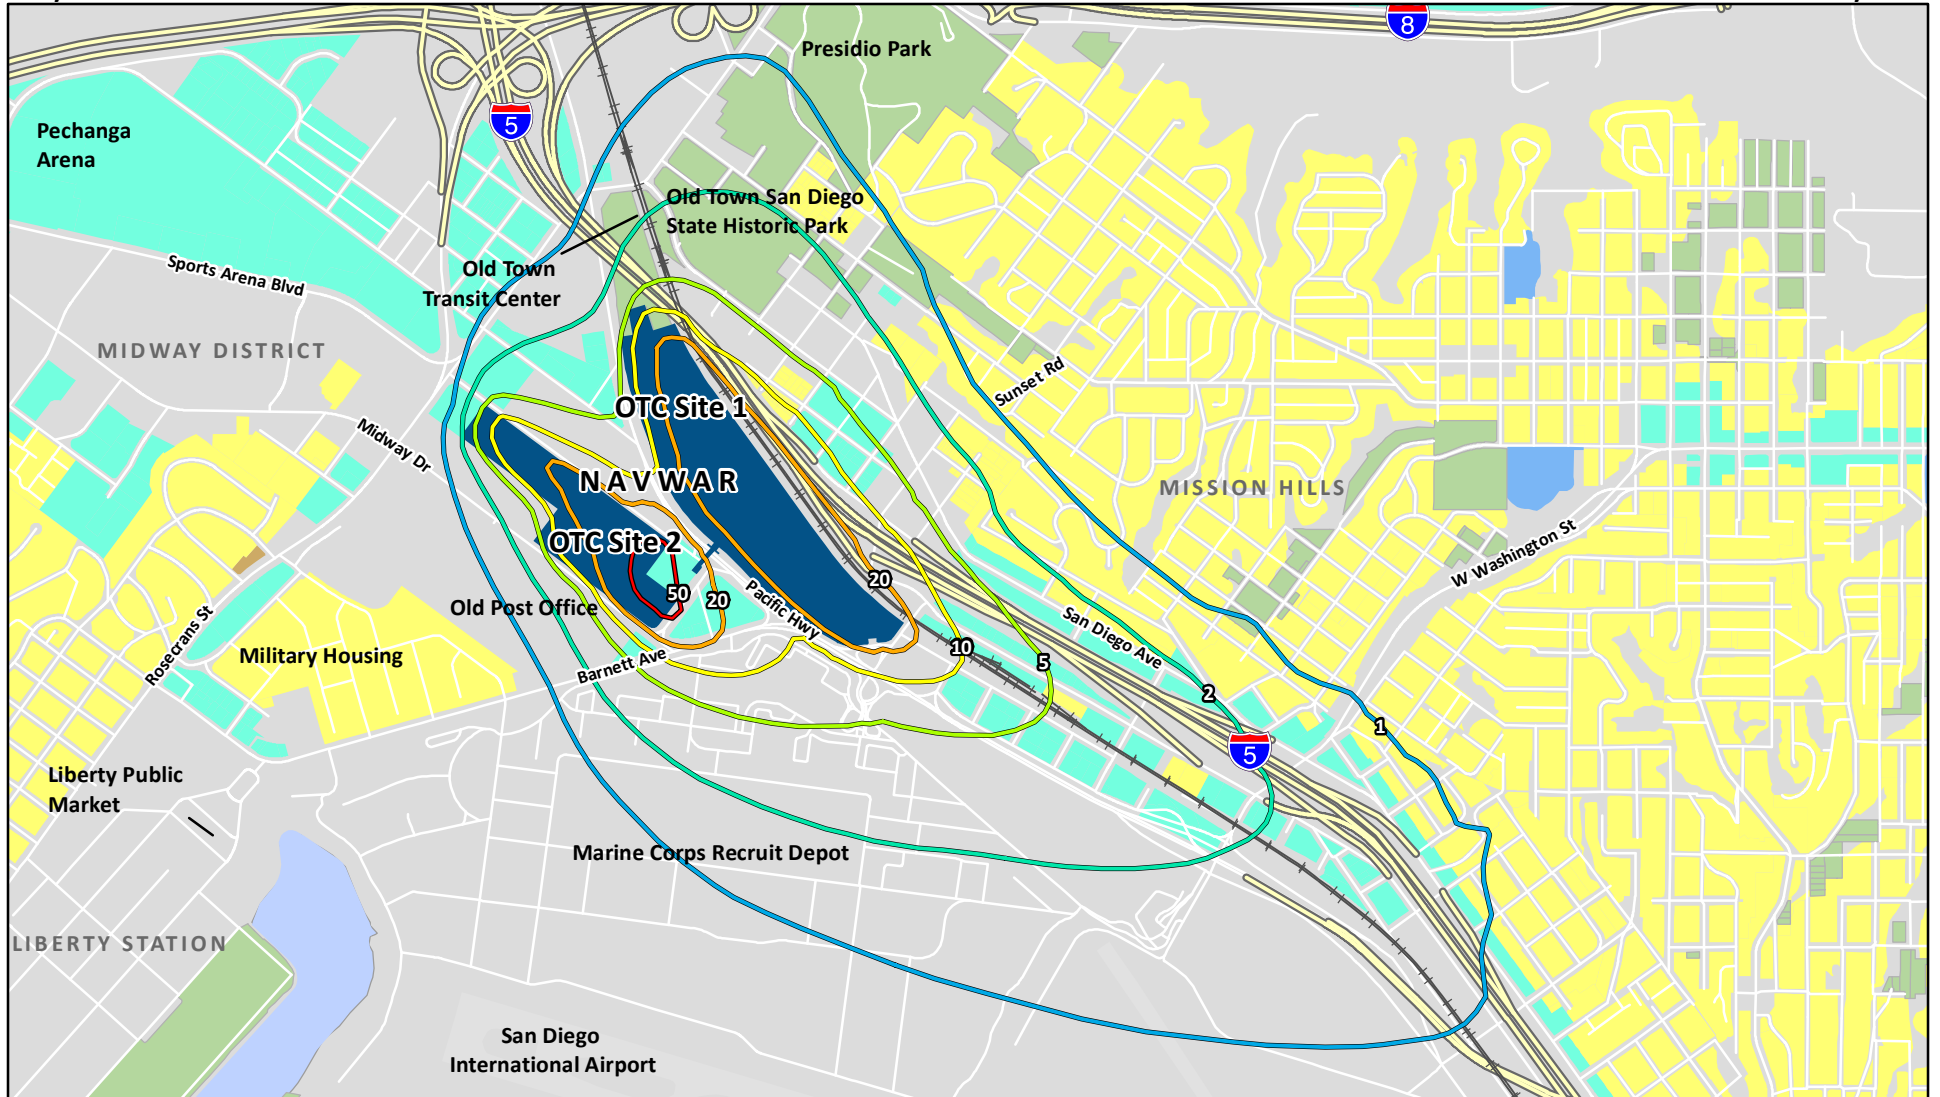 8
Presidio Park
5
Pechanga
Arena
Old Town San Diego
State Historic Park
Old Town
Transit Center
Sports Arena Blvd
MIDWAY DISTRICT
Sunset Rd
OTC Site 1
Midway Dr
NAVWAR
MISSION HILLS
OTC Site 2
W Washington St
20
50
20
Old Post Office
Pacific Hwy
San Diego Ave
Rosecrans St
Military Housing
Barnett Ave
10
5
2
1
5
Liberty Public
Market
Marine Corps Recruit Depot
LIBERTY STATION
San Diego
International Airport